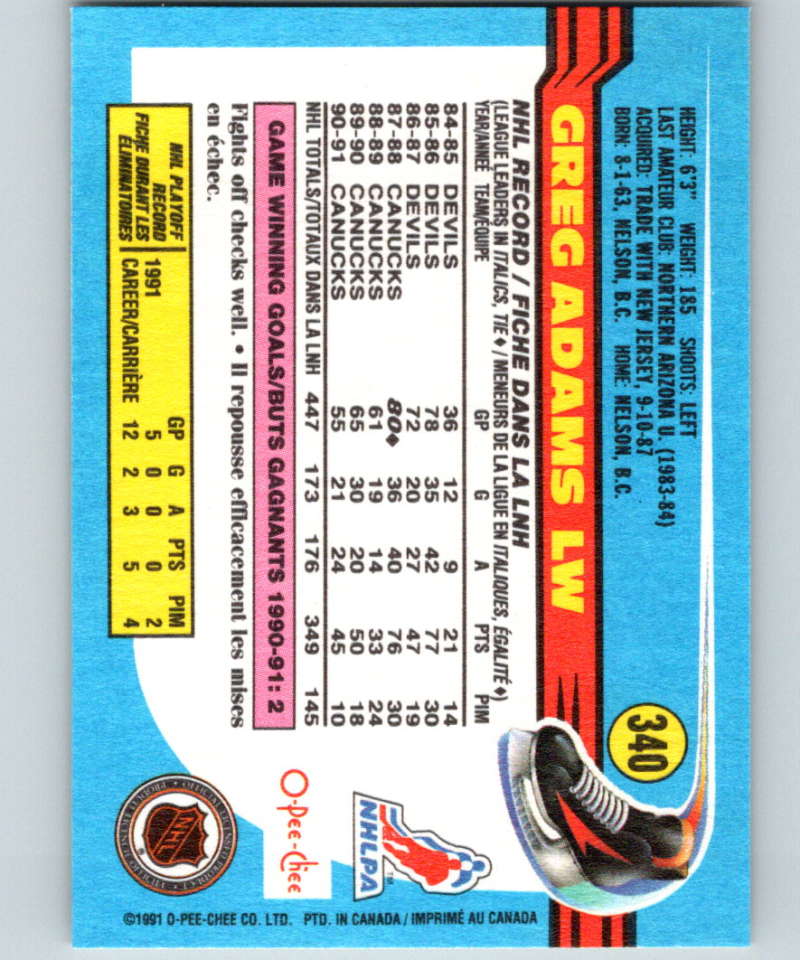 HEIGHT: 6'3" WEIGHT: 185 SHOOTS: LEFT
LAST AMATEUR CLUB: NORTHERN ARIZONA U. (1983-84)
ACQUIRED: TRADE WITH NEW JERSEY, 9-10-87
BORN: 8-1-63, NELSON, B.C. HOME: NELSON, B.C.
340
GREG ADAMS LW
NHL RECORD / FICHE DANS LA LNH
(LEAGUE LEADERS IN ITALICS, TIE ♦ / MENEURS DE LA LIGUE EN ITALIQUES, ÉGALITÉ ♦)
YEAR/ANNÉE TEAM/ÉQUIPE GP G A PTS PIM
84-85 DEVILS 36 12 9 21 14
85-86 DEVILS 78 35 42 77 30
86-87 DEVILS 72 20 27 47 19
87-88 CANUCKS 80♦ 36 40 76 30
88-89 CANUCKS 61 19 14 33 24
89-90 CANUCKS 65 30 20 50 18
90-91 CANUCKS 55 21 24 45 10
NHL TOTALS/TOTAUX DANS LA LNH 447 173 176 349 145
GAME WINNING GOALS/BUTS GAGNANTS 1990-91: 2
Fights off checks well. • Il repousse efficacement les mises
en échec.
NHL PLAYOFF
RECORD
FICHE DURANT LES
ÉLIMINATOIRES
GP G A PTS PIM
1991 5 0 0 0 2
CAREER/CARRIÈRE 12 2 3 5 4
NHLPA
TM
O-Pee-Chee
NHL
©1991 O-PEE-CHEE CO. LTD. PTD. IN CANADA / IMPRIMÉ AU CANADA